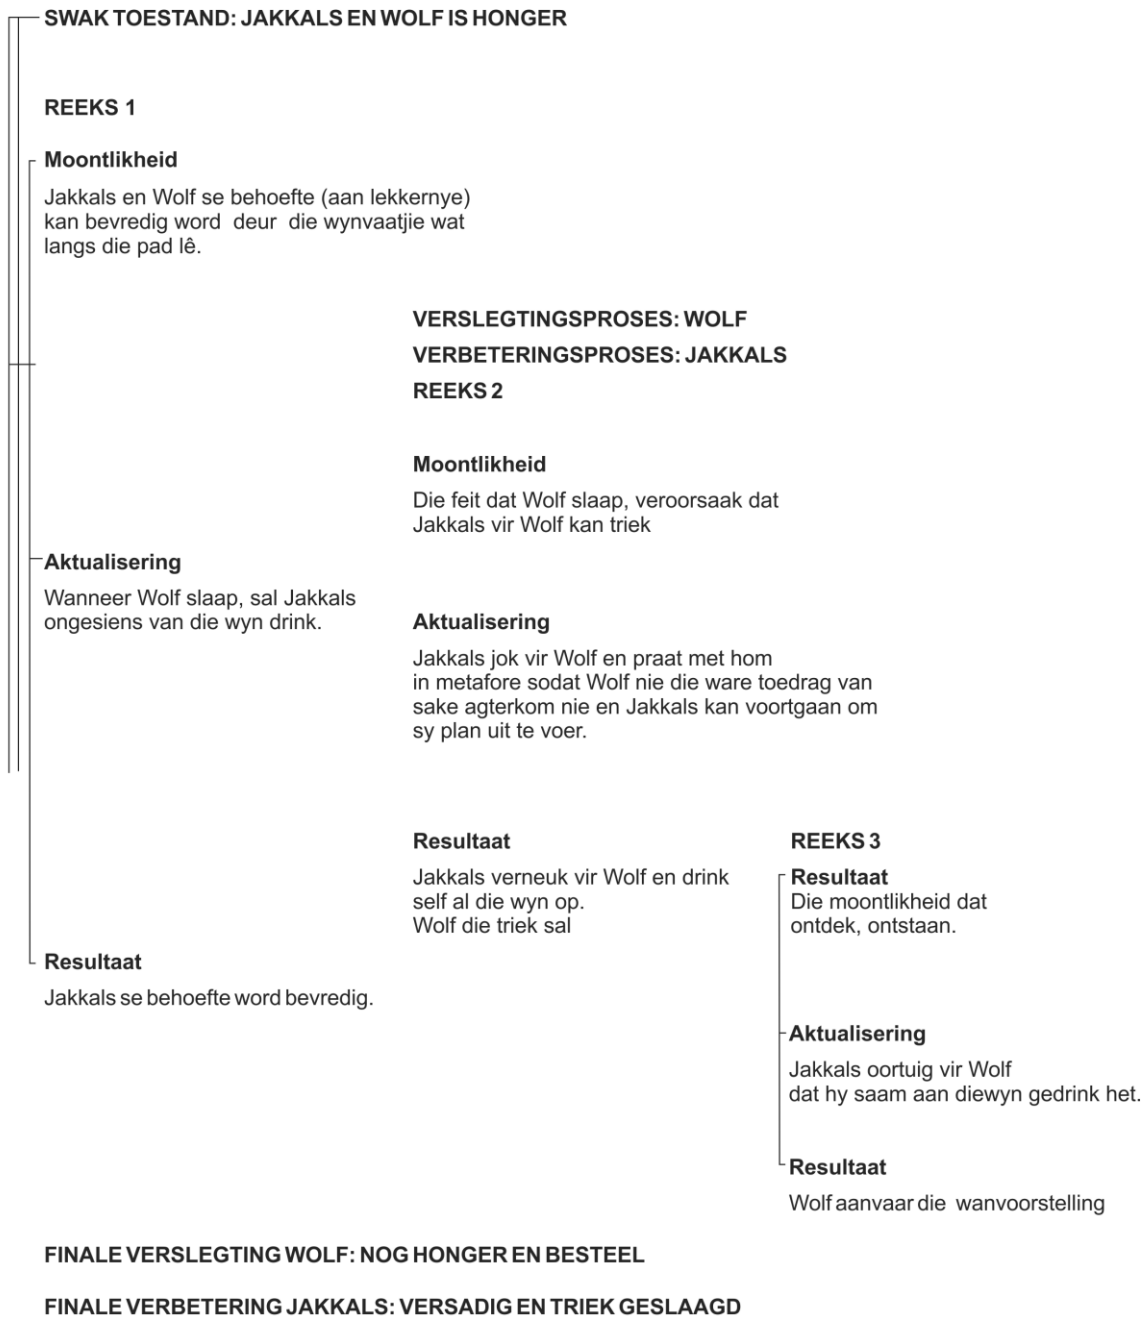 SWAK TOESTAND: JAKKALS EN WOLF IS HONGER
REEKS 1
Moontlikheid
Jakkals en Wolf se behoefte (aan lekkernye)
kan bevredig word deur die wynvaatjie wat
langs die pad lê.
VERSLEGTINGSPROSES: WOLF
VERBETERINGSPROSES: JAKKALS
REEKS 2
Moontlikheid
Die feit dat Wolf slaap, veroorsaak dat
Jakkals vir Wolf kan triek
Aktualisering
Wanneer Wolf slaap, sal Jakkals
ongesiens van die wyn drink.
Aktualisering
Jakkals jok vir Wolf en praat met hom
in metafore sodat Wolf nie die ware toedrag van
sake agterkom nie en Jakkals kan voortgaan om
sy plan uit te voer.
Resultaat
Jakkals verneuk vir Wolf en drink
self al die wyn op.
Wolf die triek sal
REEKS 3
Resultaat
Die moontlikheid dat
ontdek, ontstaan.
Resultaat
Jakkals se behoefte word bevredig.
Aktualisering
Jakkals oortuig vir Wolf
dat hy saam aan diewyn gedrink het.
Resultaat
Wolf aanvaar die wanvoorstelling
FINALE VERSLEGTING WOLF: NOG HONGER EN BESTEEL
FINALE VERBETERING JAKKALS: VERSADIG EN TRIEK GESLAAGD